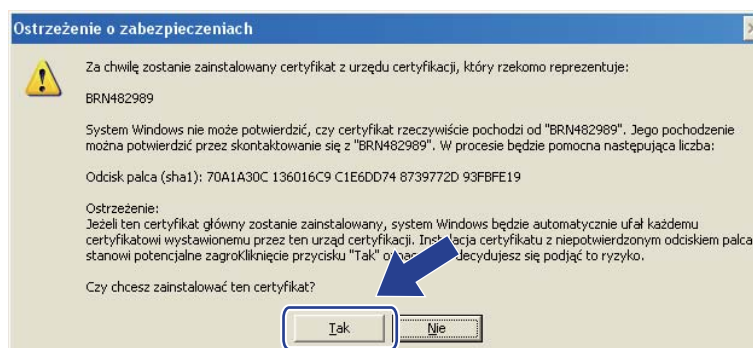 Ostrzeżenie o zabezpieczeniach
Za chwilę zostanie zainstalowany certyfikat z urzędu certyfikacji, który rzekomo reprezentuje:
BRN482989
System Windows nie może potwierdzić, czy certyfikat rzeczywiście pochodzi od "BRN482989". Jego pochodzenie
można potwierdzić przez skontaktowanie się z "BRN482989". W procesie będzie pomocna następująca liczba:
Odcisk palca (sha1): 70A1A30C 136016C9 C1E6DD74 8739772D 93FBFE19
Ostrzeżenie:
Jeżeli ten certyfikat główny zostanie zainstalowany, system Windows będzie automatycznie ufał każdemu
certyfikatowi wystawionemu przez ten urząd certyfikacji. Instalacja certyfikatu z niepotwierdzonym odciskiem palca
stanowi potencjalne zagroKliknięcie przycisku "Tak" decydujesz się podjąć to ryzyko.
Czy chcesz zainstalować ten certyfikat?
Tak Nie